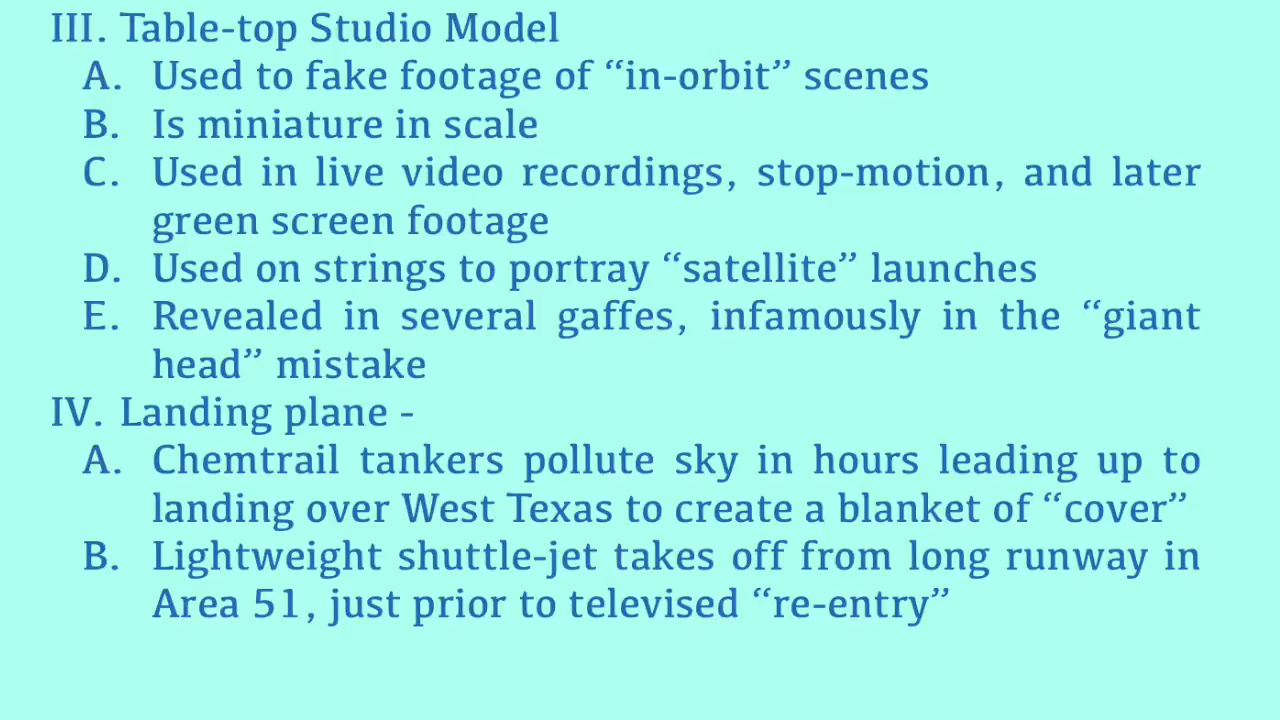 III. Table-top Studio Model
A. Used to fake footage of “in-orbit” scenes
B. Is miniature in scale
C. Used in live video recordings, stop-motion, and later
green screen footage
D. Used on strings to portray “satellite” launches
E. Revealed in several gaffes, infamously in the “giant
head” mistake
IV. Landing plane -
A. Chemtrail tankers pollute sky in hours leading up to
landing over West Texas to create a blanket of “cover”
B. Lightweight shuttle-jet takes off from long runway in
Area 51, just prior to televised “re-entry”